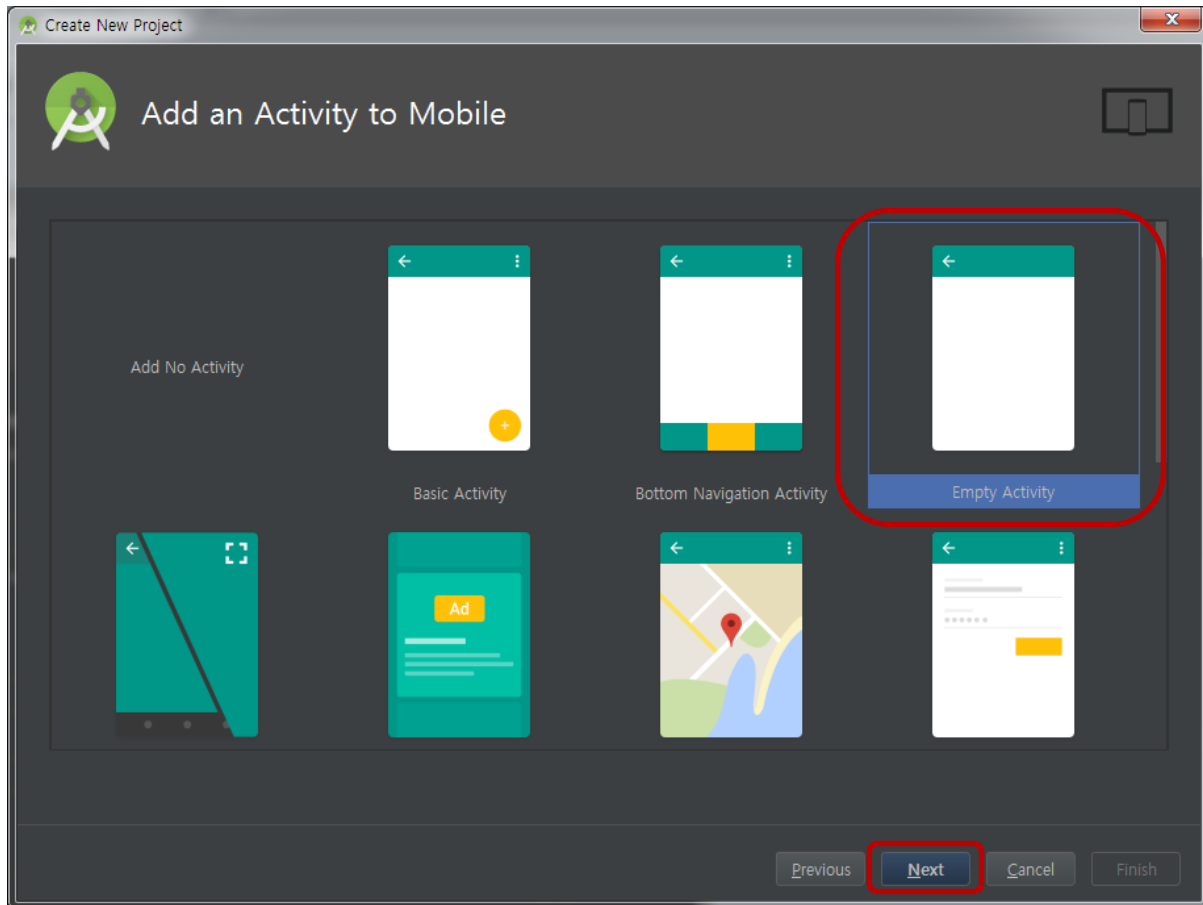 Create New Project
Add an Activity to Mobile
Add No Activity
Basic Activity
Bottom Navigation Activity
Empty Activity
Ad
Previous
Next
Cancel
Finish